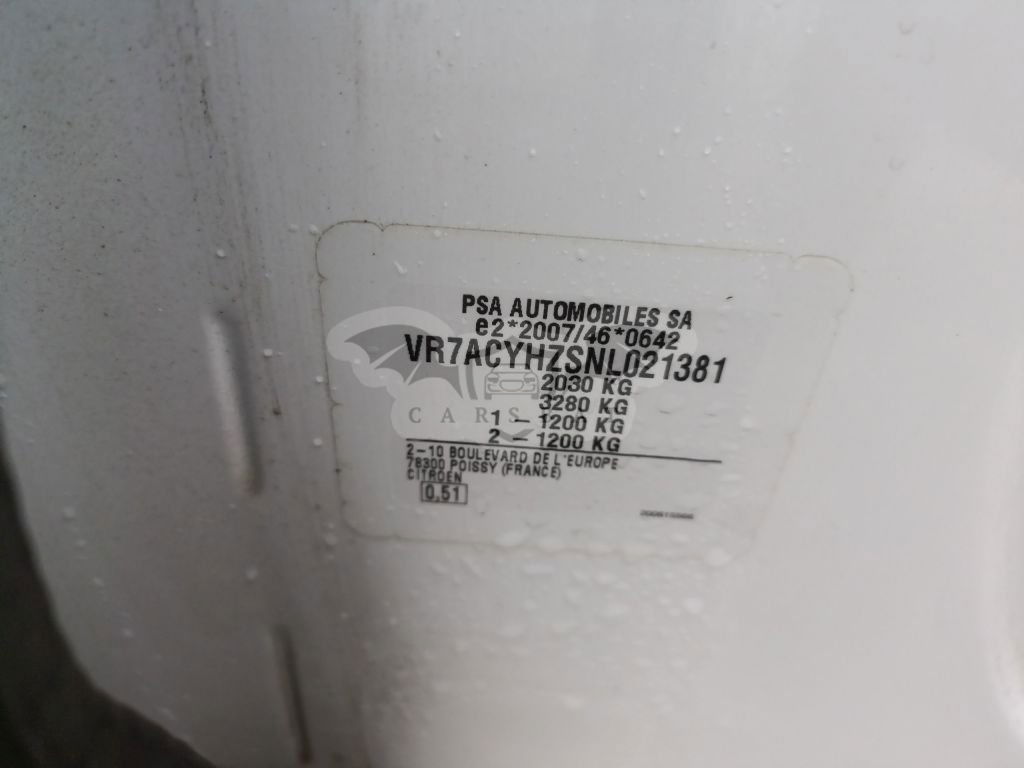 PSA AUTOMOBILES SA
e2*2007/46*0642
VR7ACYHZSNL021381
2030 KG
3280 KG
1 - 1200 KG
2 - 1200 KG
2-10 BOULEVARD DE L'EUROPE
78300 POISSY (FRANCE)
CITROEN
0.51
CARS